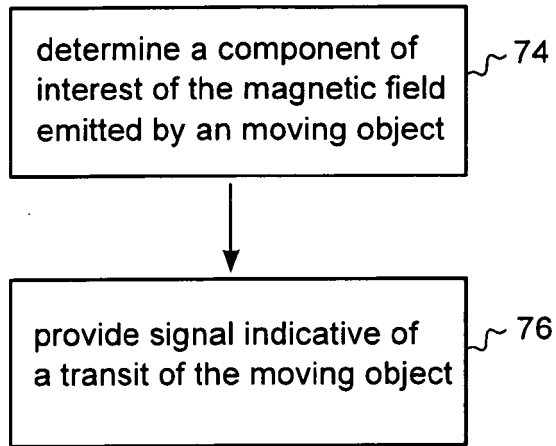 determine a component of
interest of the magnetic field
emitted by an moving object
74
provide signal indicative of
a transit of the moving object
76